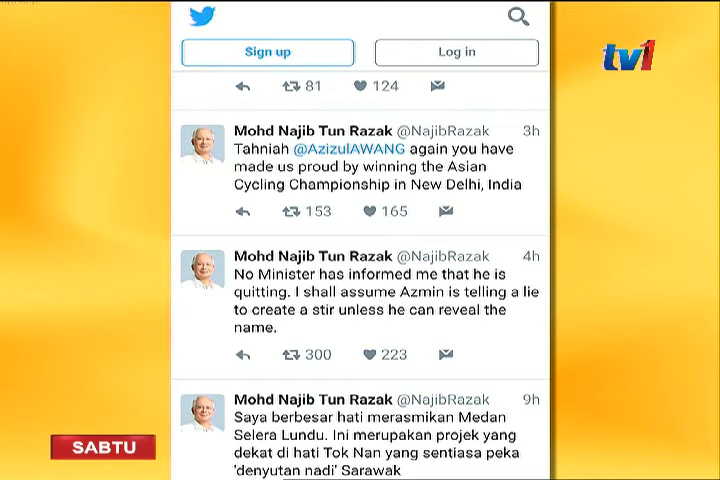 Sign up
Log in
tv1
81
124
Mohd Najib Tun Razak @NajibRazak 3h
Tahniah @AzizulAWANG again you have
made us proud by winning the Asian
Cycling Championship in New Delhi, India
153
165
Mohd Najib Tun Razak @NajibRazak 4h
No Minister has informed me that he is
quitting. I shall assume Azmin is telling a lie
to create a stir unless he can reveal the
name.
300
223
Mohd Najib Tun Razak @NajibRazak 9h
Saya berbesar hati merasmikan Medan
Selera Lundu. Ini merupakan projek yang
dekat di hati Tok Nan yang sentiasa peka
'denyutan nadi' Sarawak
SABTU